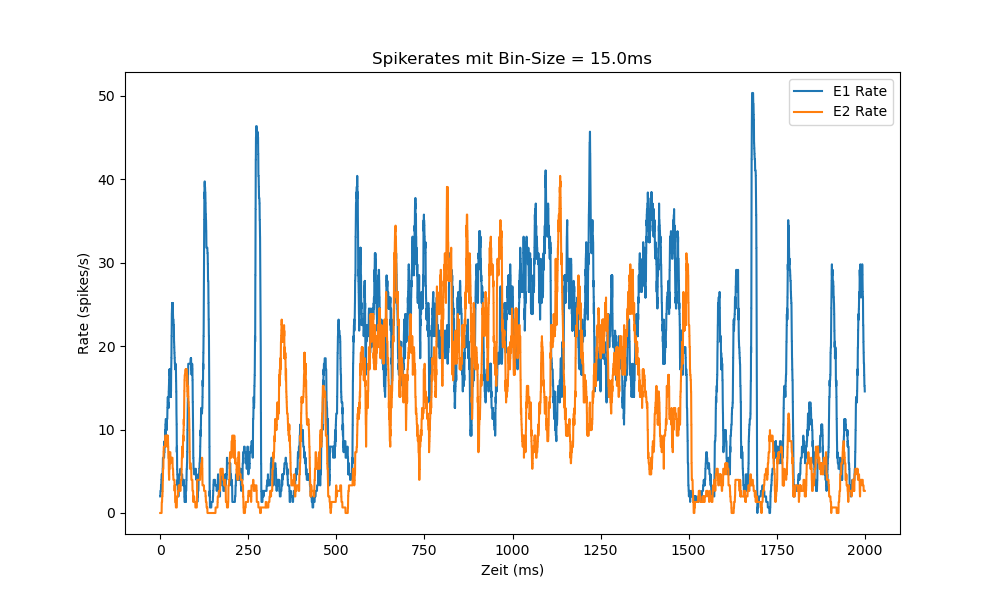 Spikerates mit Bin-Size = 15.0ms
E1 Rate
E2 Rate
50
40
30
20
10
0
Rate (spikes/s)
0 250 500 750 1000 1250 1500 1750 2000
Zeit (ms)